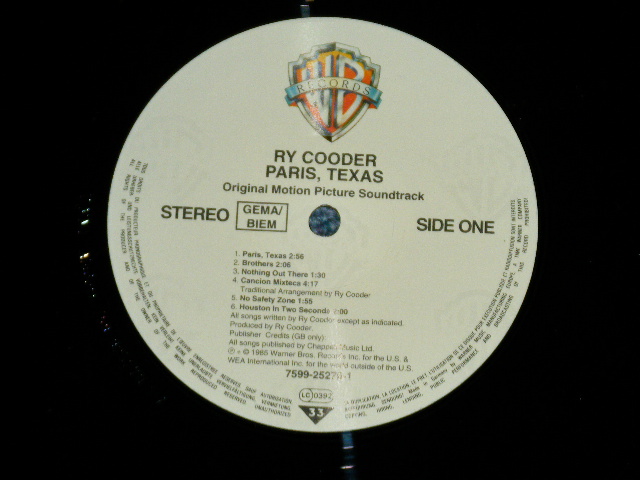 WB
RECORDS
RY COODER
PARIS, TEXAS
Original Motion Picture Soundtrack
STEREO GEMA/ BIEM SIDE ONE
1. Paris, Texas 2:56
2. Brothers 2:06
3. Nothing Out There 1:30
4. Cancion Mixteca 4:17
Traditional Arrangement by Ry Cooder
5. No Safety Zone 1:55
6. Houston In Two Seconds 2:00
All songs written by Ry Cooder except as indicated.
Produced by Ry Cooder.
Publisher Credits (GB only):
All songs published by Chappell Music Ltd.
℗ = © 1985 Warner Bros. Records Inc. for the U.S. &
WEA International Inc. for the world outside of the U.S.
7599-25270-1
LC 0392
33